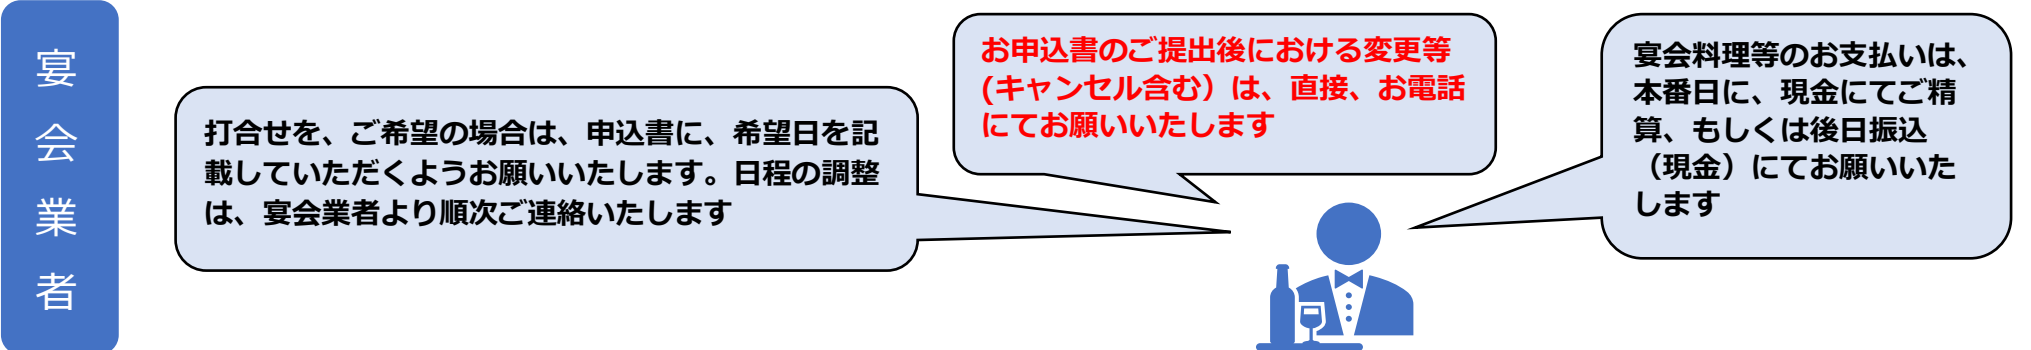 宴会業者
打合せを、ご希望の場合は、申込書に、希望日を記
載していただくようお願いいたします。日程の調整
は、宴会業者より順次ご連絡いたします
お申込書のご提出後における変更等
(キャンセル含む）は、直接、お電話
にてお願いいたします
宴会料理等のお支払いは、
本番日に、現金にてご精
算、もしくは後日振込
（現金）にてお願いいた
します